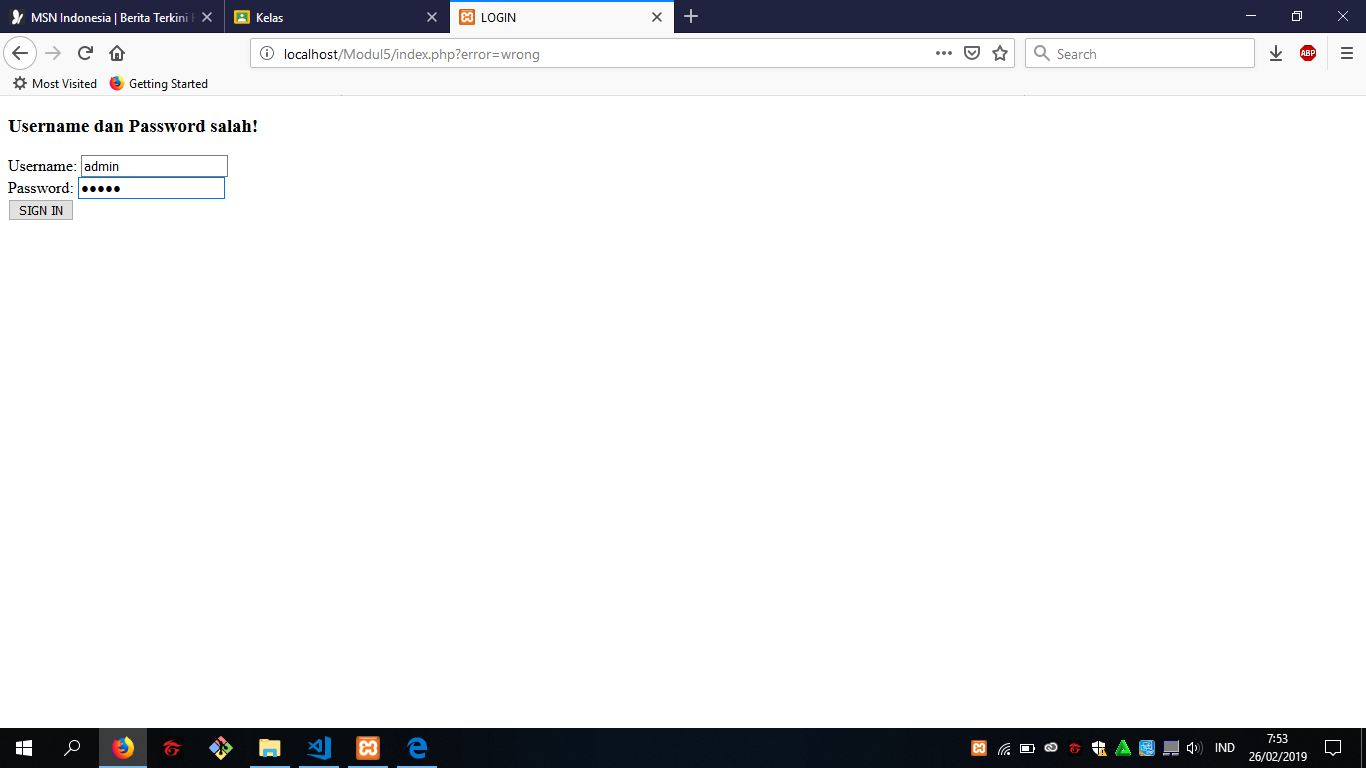 MSN Indonesia | Berita Terkini
Kelas
LOGIN
localhost/Modul5/index.php?error=wrong
Search
ABP
Most Visited
Getting Started
Username dan Password salah!
Username: admin
Password: ●●●●●
SIGN IN
IND
7:53
26/02/2019